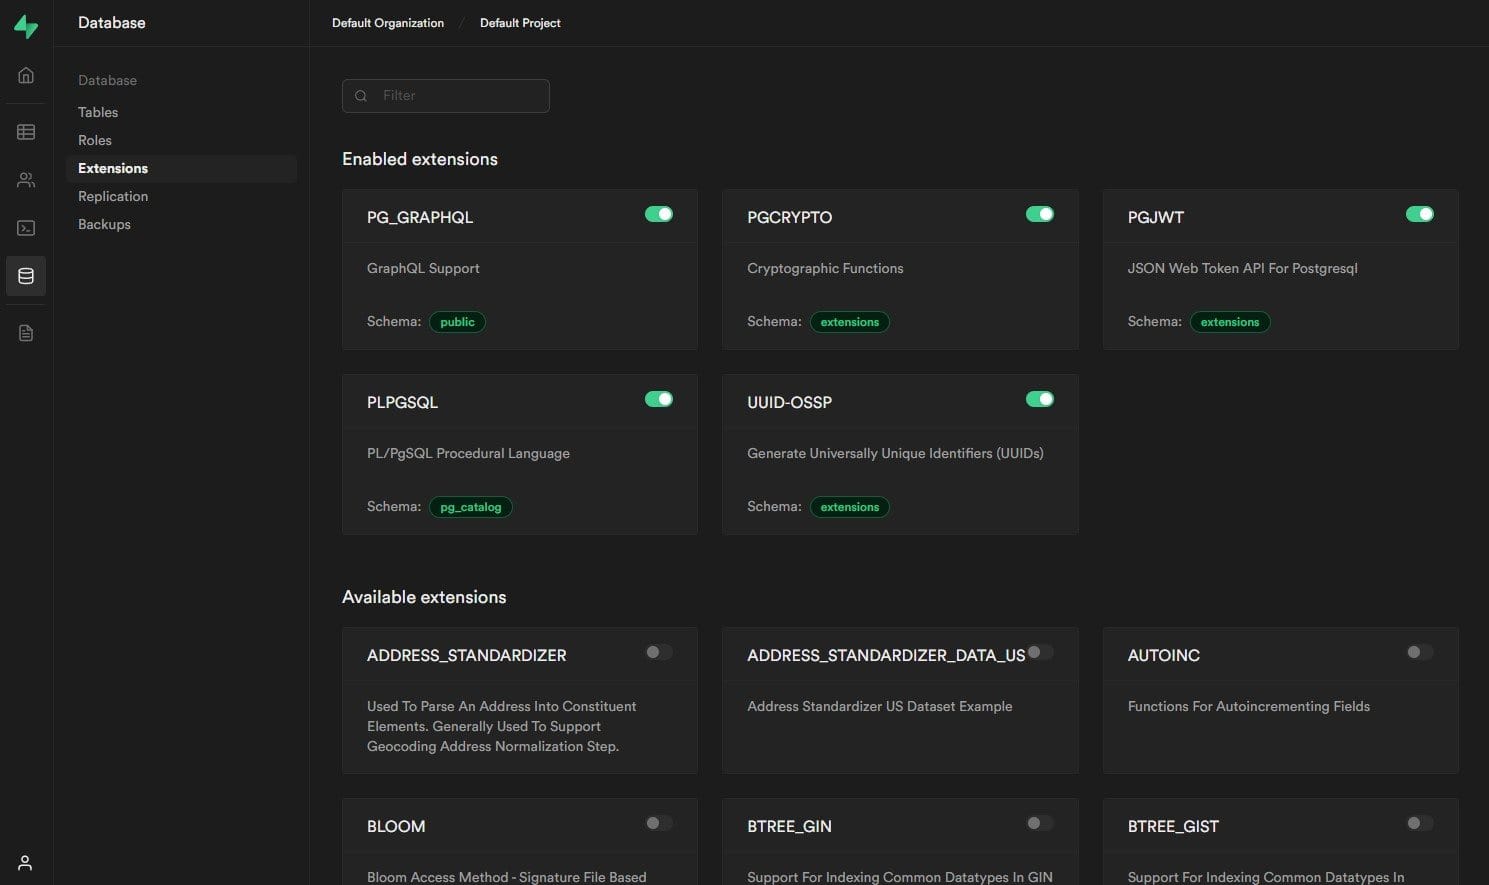 Database
Default Organization / Default Project
Database
Tables
Roles
Extensions
Replication
Backups
Filter
Enabled extensions
PG_GRAPHQL
GraphQL Support
Schema: public
PGCRYPTO
Cryptographic Functions
Schema: extensions
PGJWT
JSON Web Token API For Postgresql
Schema: extensions
PLPGSQL
PL/PgSQL Procedural Language
Schema: pg_catalog
UUID-OSSP
Generate Universally Unique Identifiers (UUIDs)
Schema: extensions
Available extensions
ADDRESS_STANDARDIZER
Used To Parse An Address Into Constituent
Elements. Generally Used To Support
Geocoding Address Normalization Step.
ADDRESS_STANDARDIZER_DATA_US
Address Standardizer US Dataset Example
AUTOINC
Functions For Autoincrementing Fields
BLOOM
Bloom Access Method - Signature File Based
BTREE_GIN
Support For Indexing Common Datatypes In GIN
BTREE_GIST
Support For Indexing Common Datatypes In